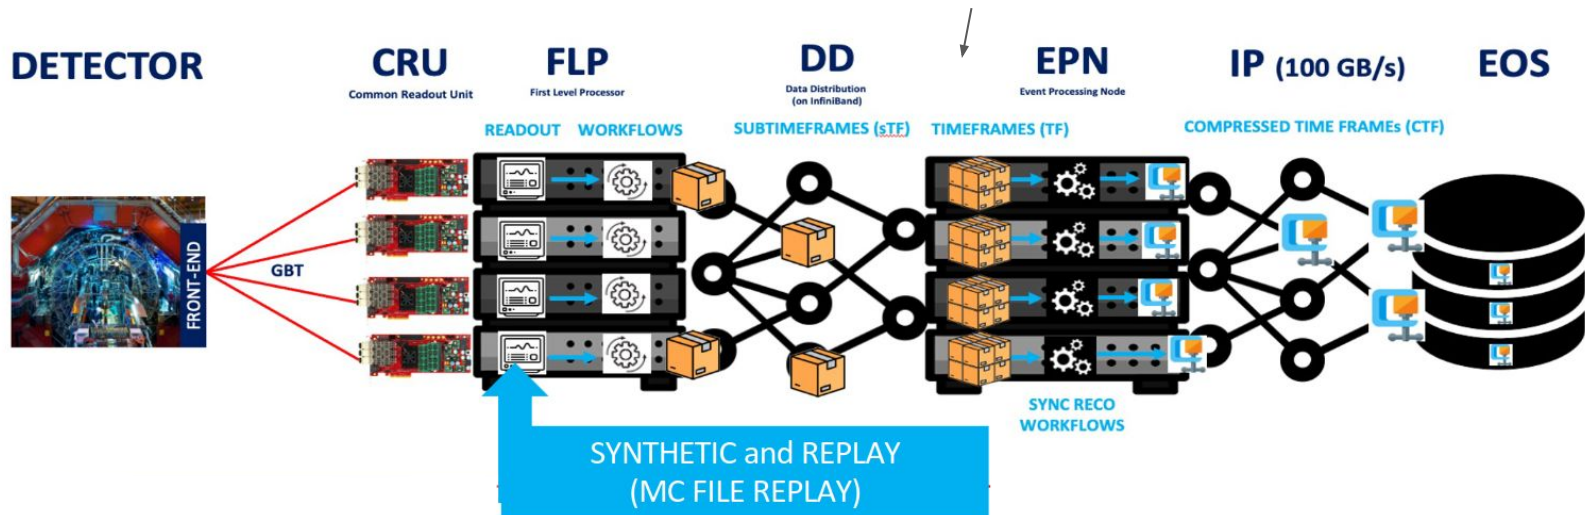 DETECTOR
CRU
Common Readout Unit
FLP
First Level Processor
DD
Data Distribution
(on InfiniBand)
EPN
Event Processing Node
IP (100 GB/s)
EOS
READOUT
WORKFLOWS
SUBTIMEFRAMES (sTF)
TIMEFRAMES (TF)
COMPRESSED TIME FRAMEs (CTF)
FRONT-END
GBT
SYNC RECO
WORKFLOWS
SYNTHETIC and REPLAY
(MC FILE REPLAY)